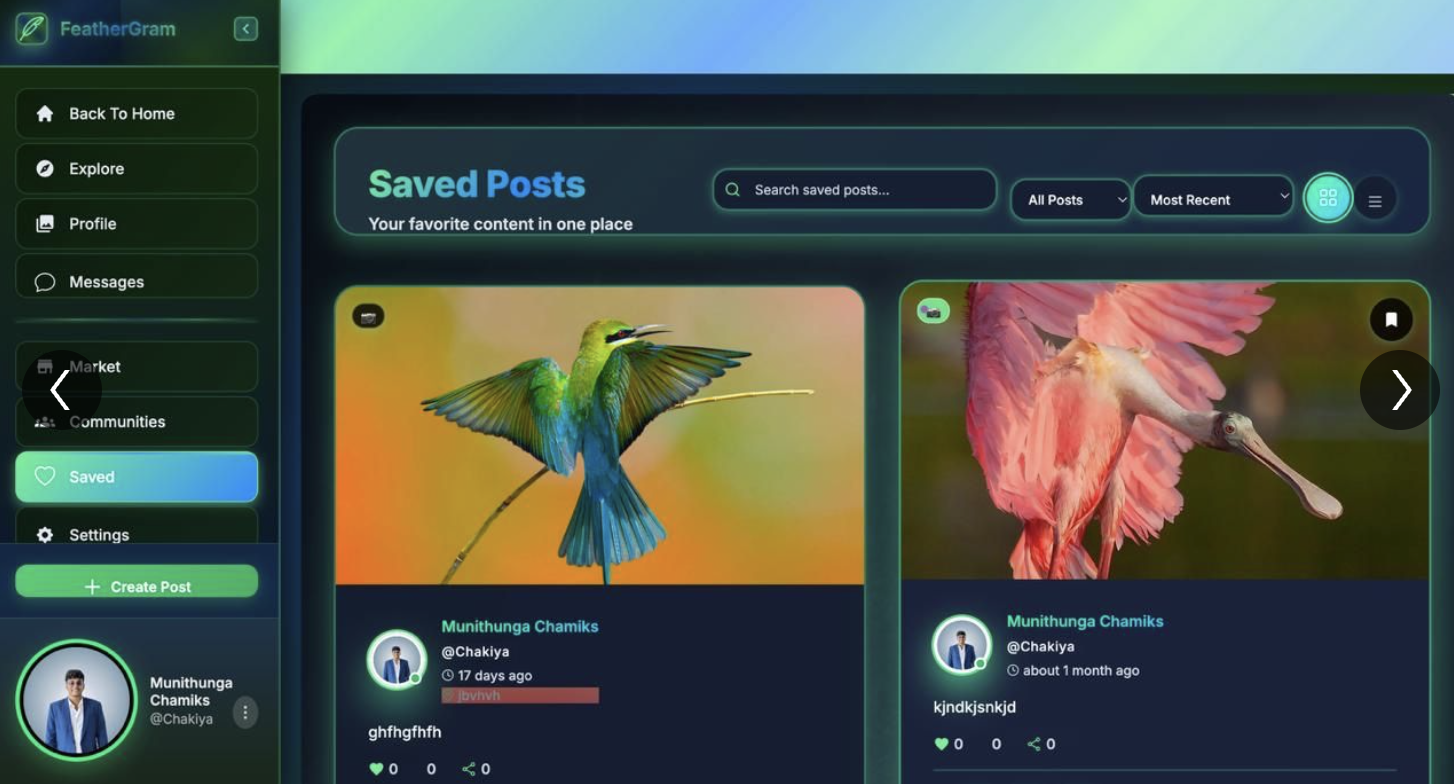 FeatherGram
Back To Home
Explore
Profile
Messages
Market
Communities
Saved
Settings
+ Create Post
Munithunga
Chamiks
@Chakiya
Saved Posts
Your favorite content in one place
Search saved posts...
All Posts
Most Recent
Munithunga Chamiks
@Chakiya
17 days ago
jbvhvh
ghfhgfhfh
0 0 0
Munithunga Chamiks
@Chakiya
about 1 month ago
kjndkjsnkjd
0 0 0